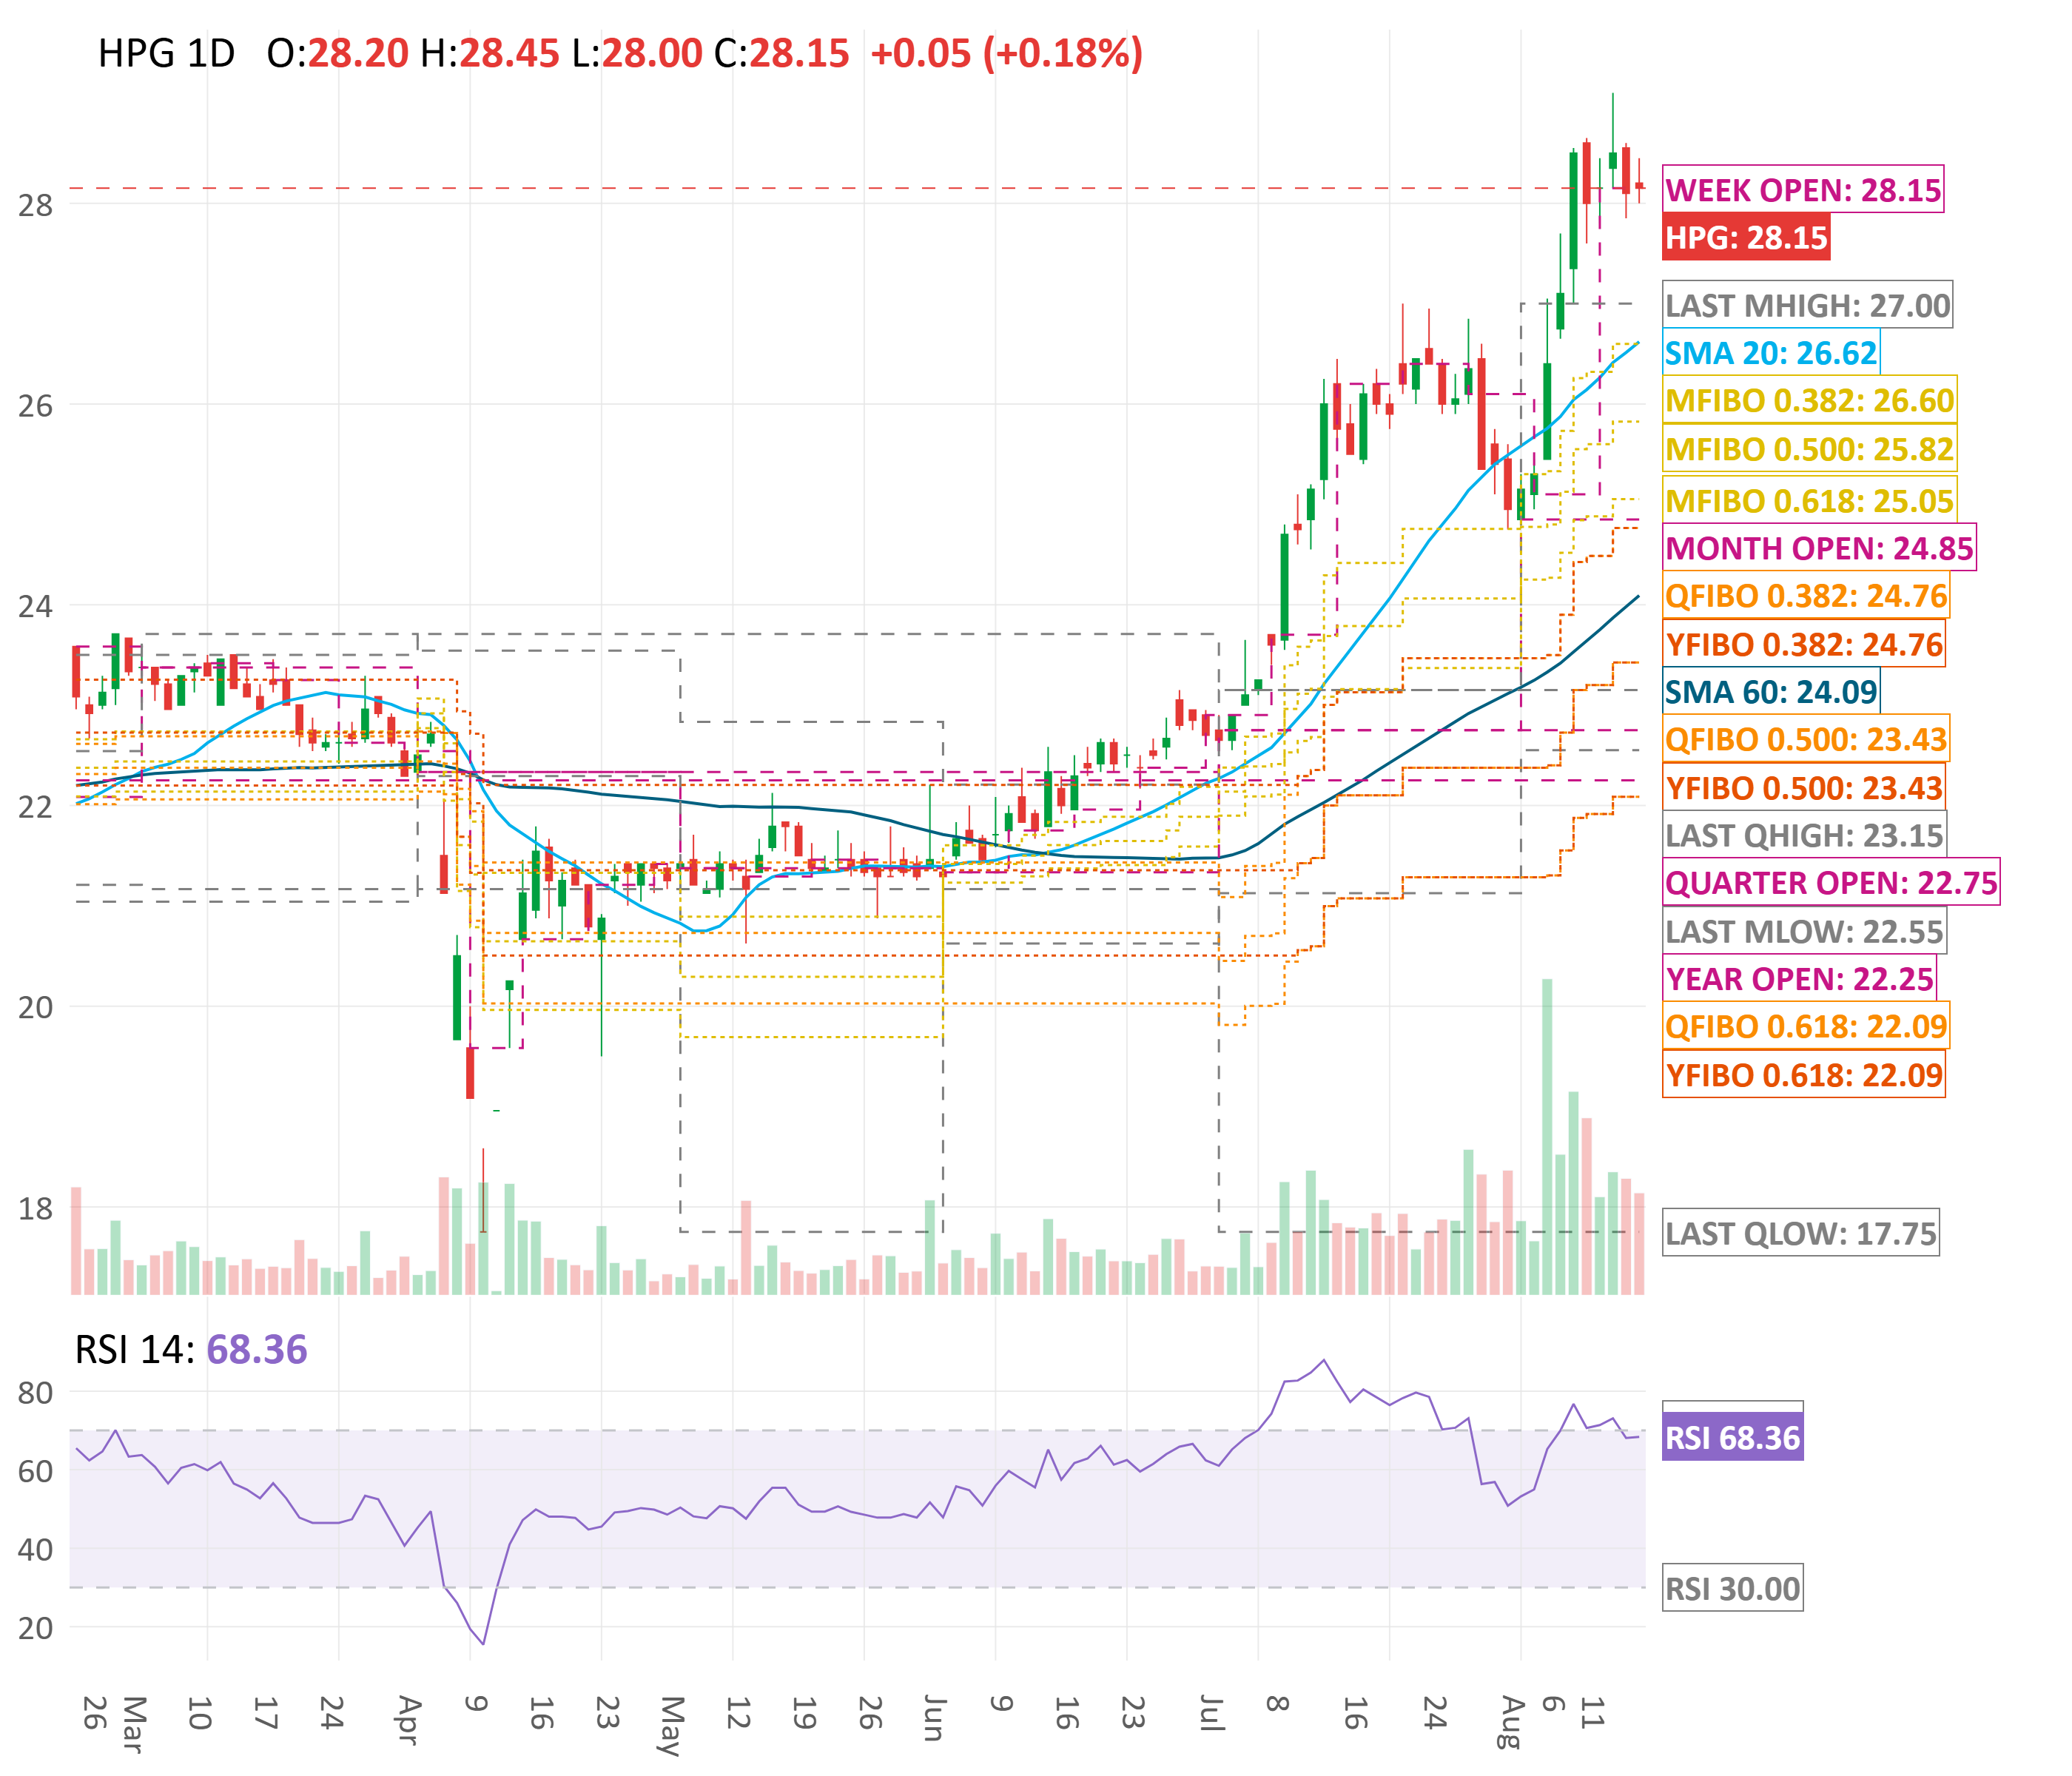 HPG 1D O:28.20 H:28.45 L:28.00 C:28.15 +0.05 (+0.18%)
28
26
24
22
20
18
WEEK OPEN: 28.15
HPG: 28.15
LAST MHIGH: 27.00
SMA 20: 26.62
MFIBO 0.382: 26.60
MFIBO 0.500: 25.82
MFIBO 0.618: 25.05
MONTH OPEN: 24.85
QFIBO 0.382: 24.76
YFIBO 0.382: 24.76
SMA 60: 24.09
QFIBO 0.500: 23.43
YFIBO 0.500: 23.43
LAST QHIGH: 23.15
QUARTER OPEN: 22.75
LAST MLOW: 22.55
YEAR OPEN: 22.25
QFIBO 0.618: 22.09
YFIBO 0.618: 22.09
LAST QLOW: 17.75
RSI 14: 68.36
80
60
40
20
RSI 68.36
RSI 30.00
26 Mar 10 17 24 Apr 9 16 23 May 12 19 26 Jun 9 16 23 Jul 8 16 24 Aug 6 11